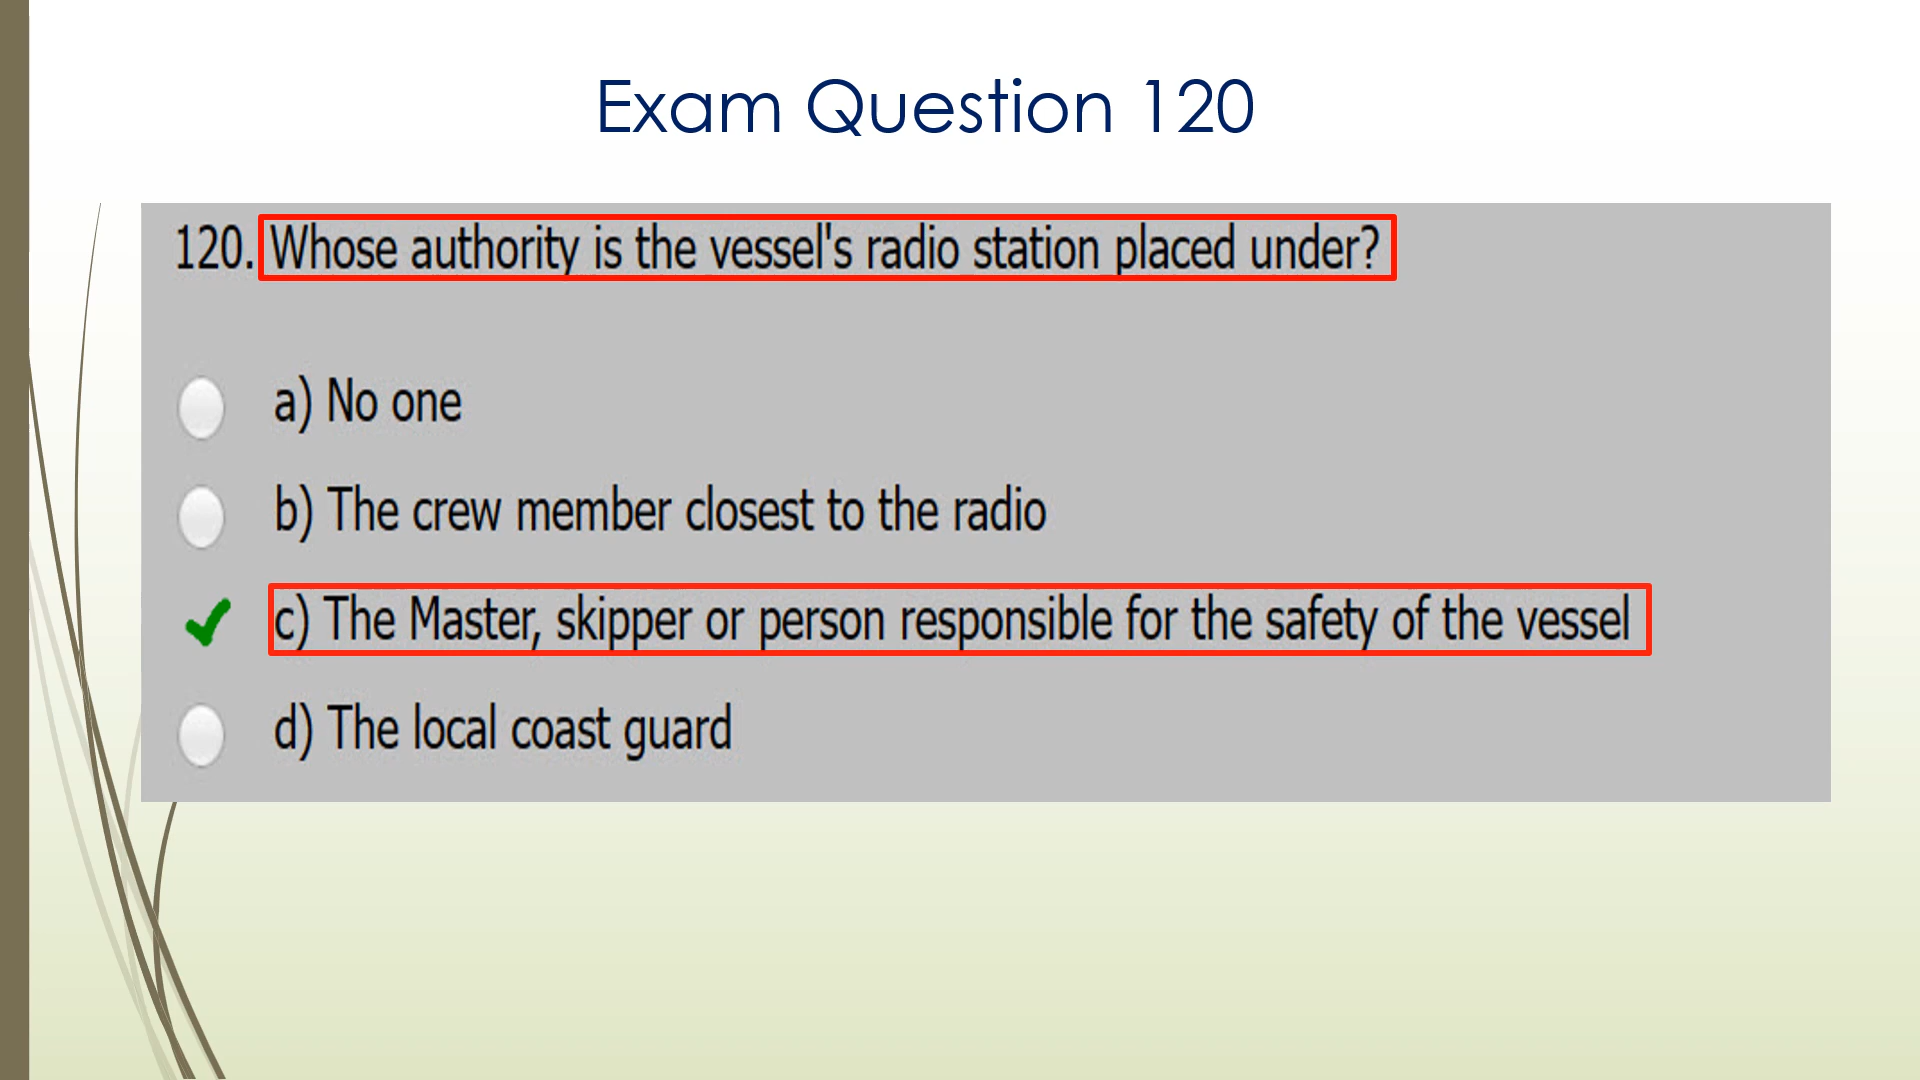 Exam Question 120
120. Whose authority is the vessel's radio station placed under?
a) No one
b) The crew member closest to the radio
c) The Master, skipper or person responsible for the safety of the vessel
d) The local coast guard